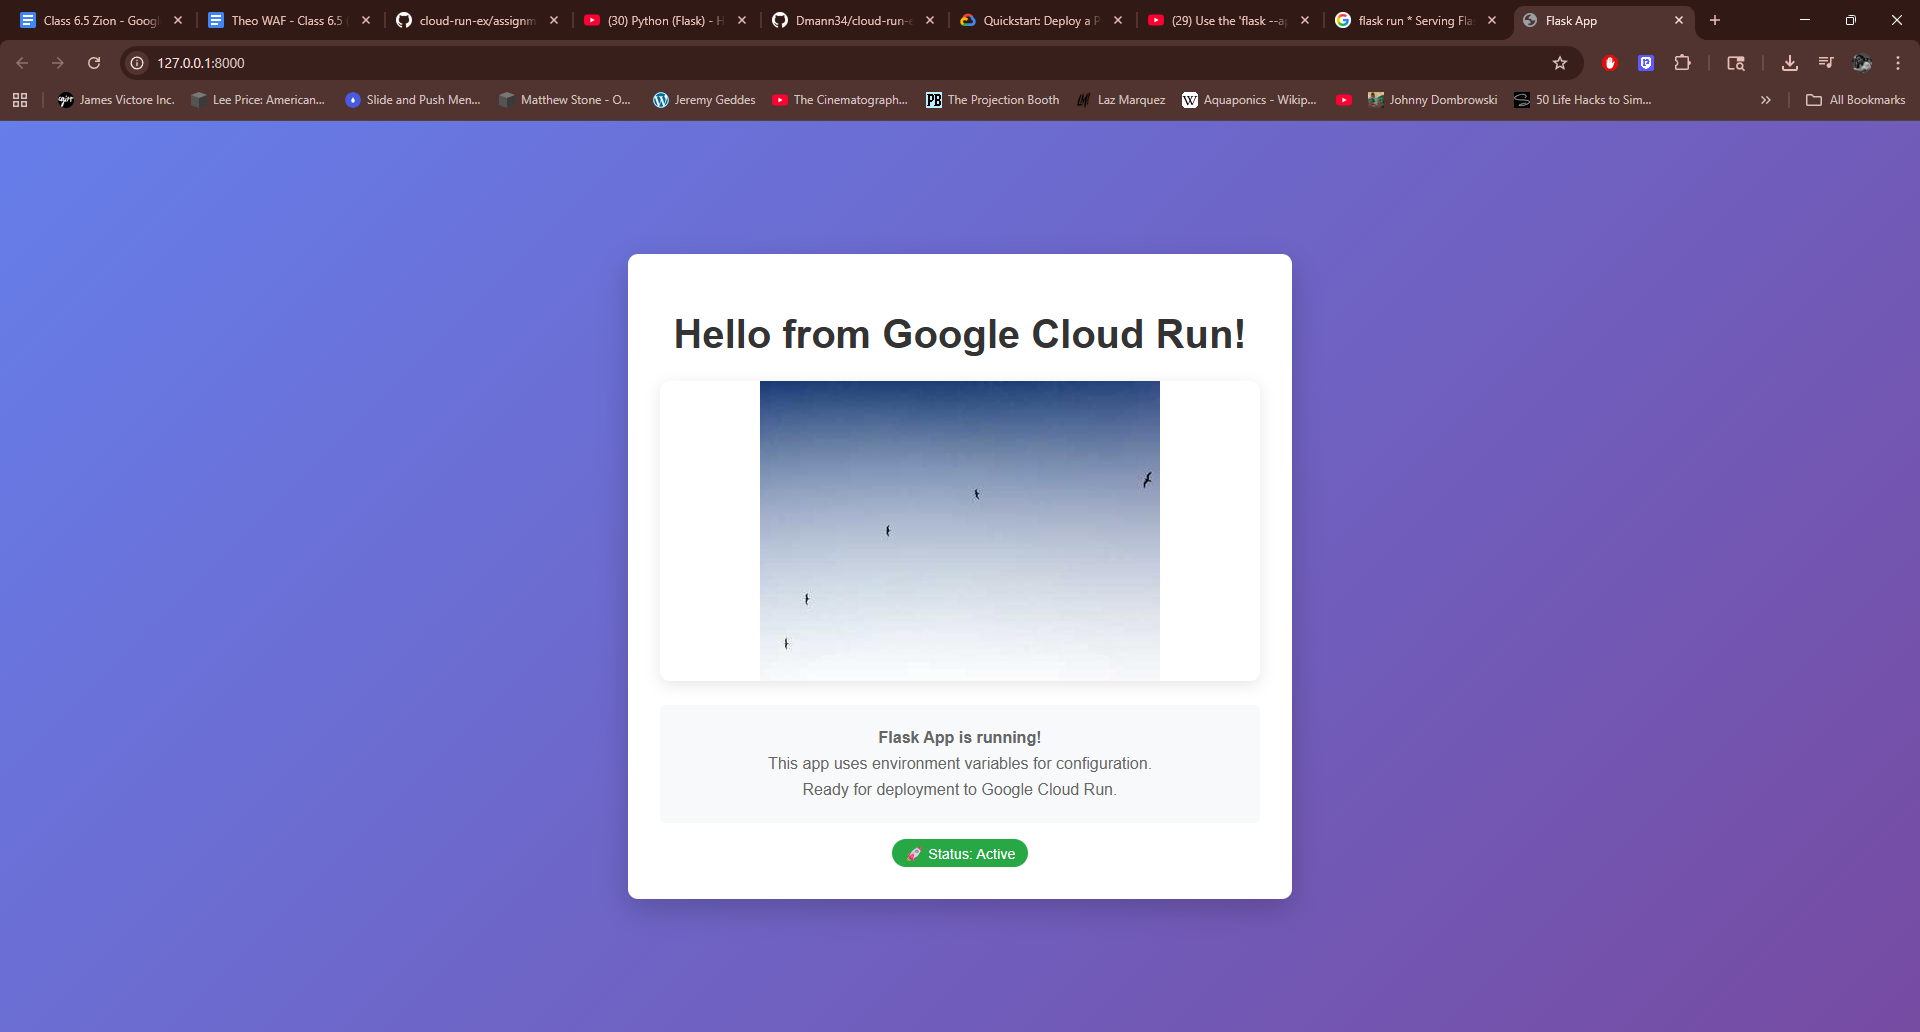 Class 6.5 Zion - Googl
Theo WAF - Class 6.5 (
cloud-run-ex/assignm
(30) Python (Flask) - H
Dmann34/cloud-run-e
Quickstart: Deploy a P
(29) Use the 'flask --a
flask run * Serving Fla
Flask App
127.0.0.1:8000
James Victore Inc.
Lee Price: American...
Slide and Push Men...
Matthew Stone - O...
Jeremy Geddes
The Cinematograph...
The Projection Booth
Laz Marquez
Aquaponics - Wikip...
Johnny Dombrowski
50 Life Hacks to Sim...
All Bookmarks
Hello from Google Cloud Run!
Flask App is running!
This app uses environment variables for configuration.
Ready for deployment to Google Cloud Run.
🚀 Status: Active